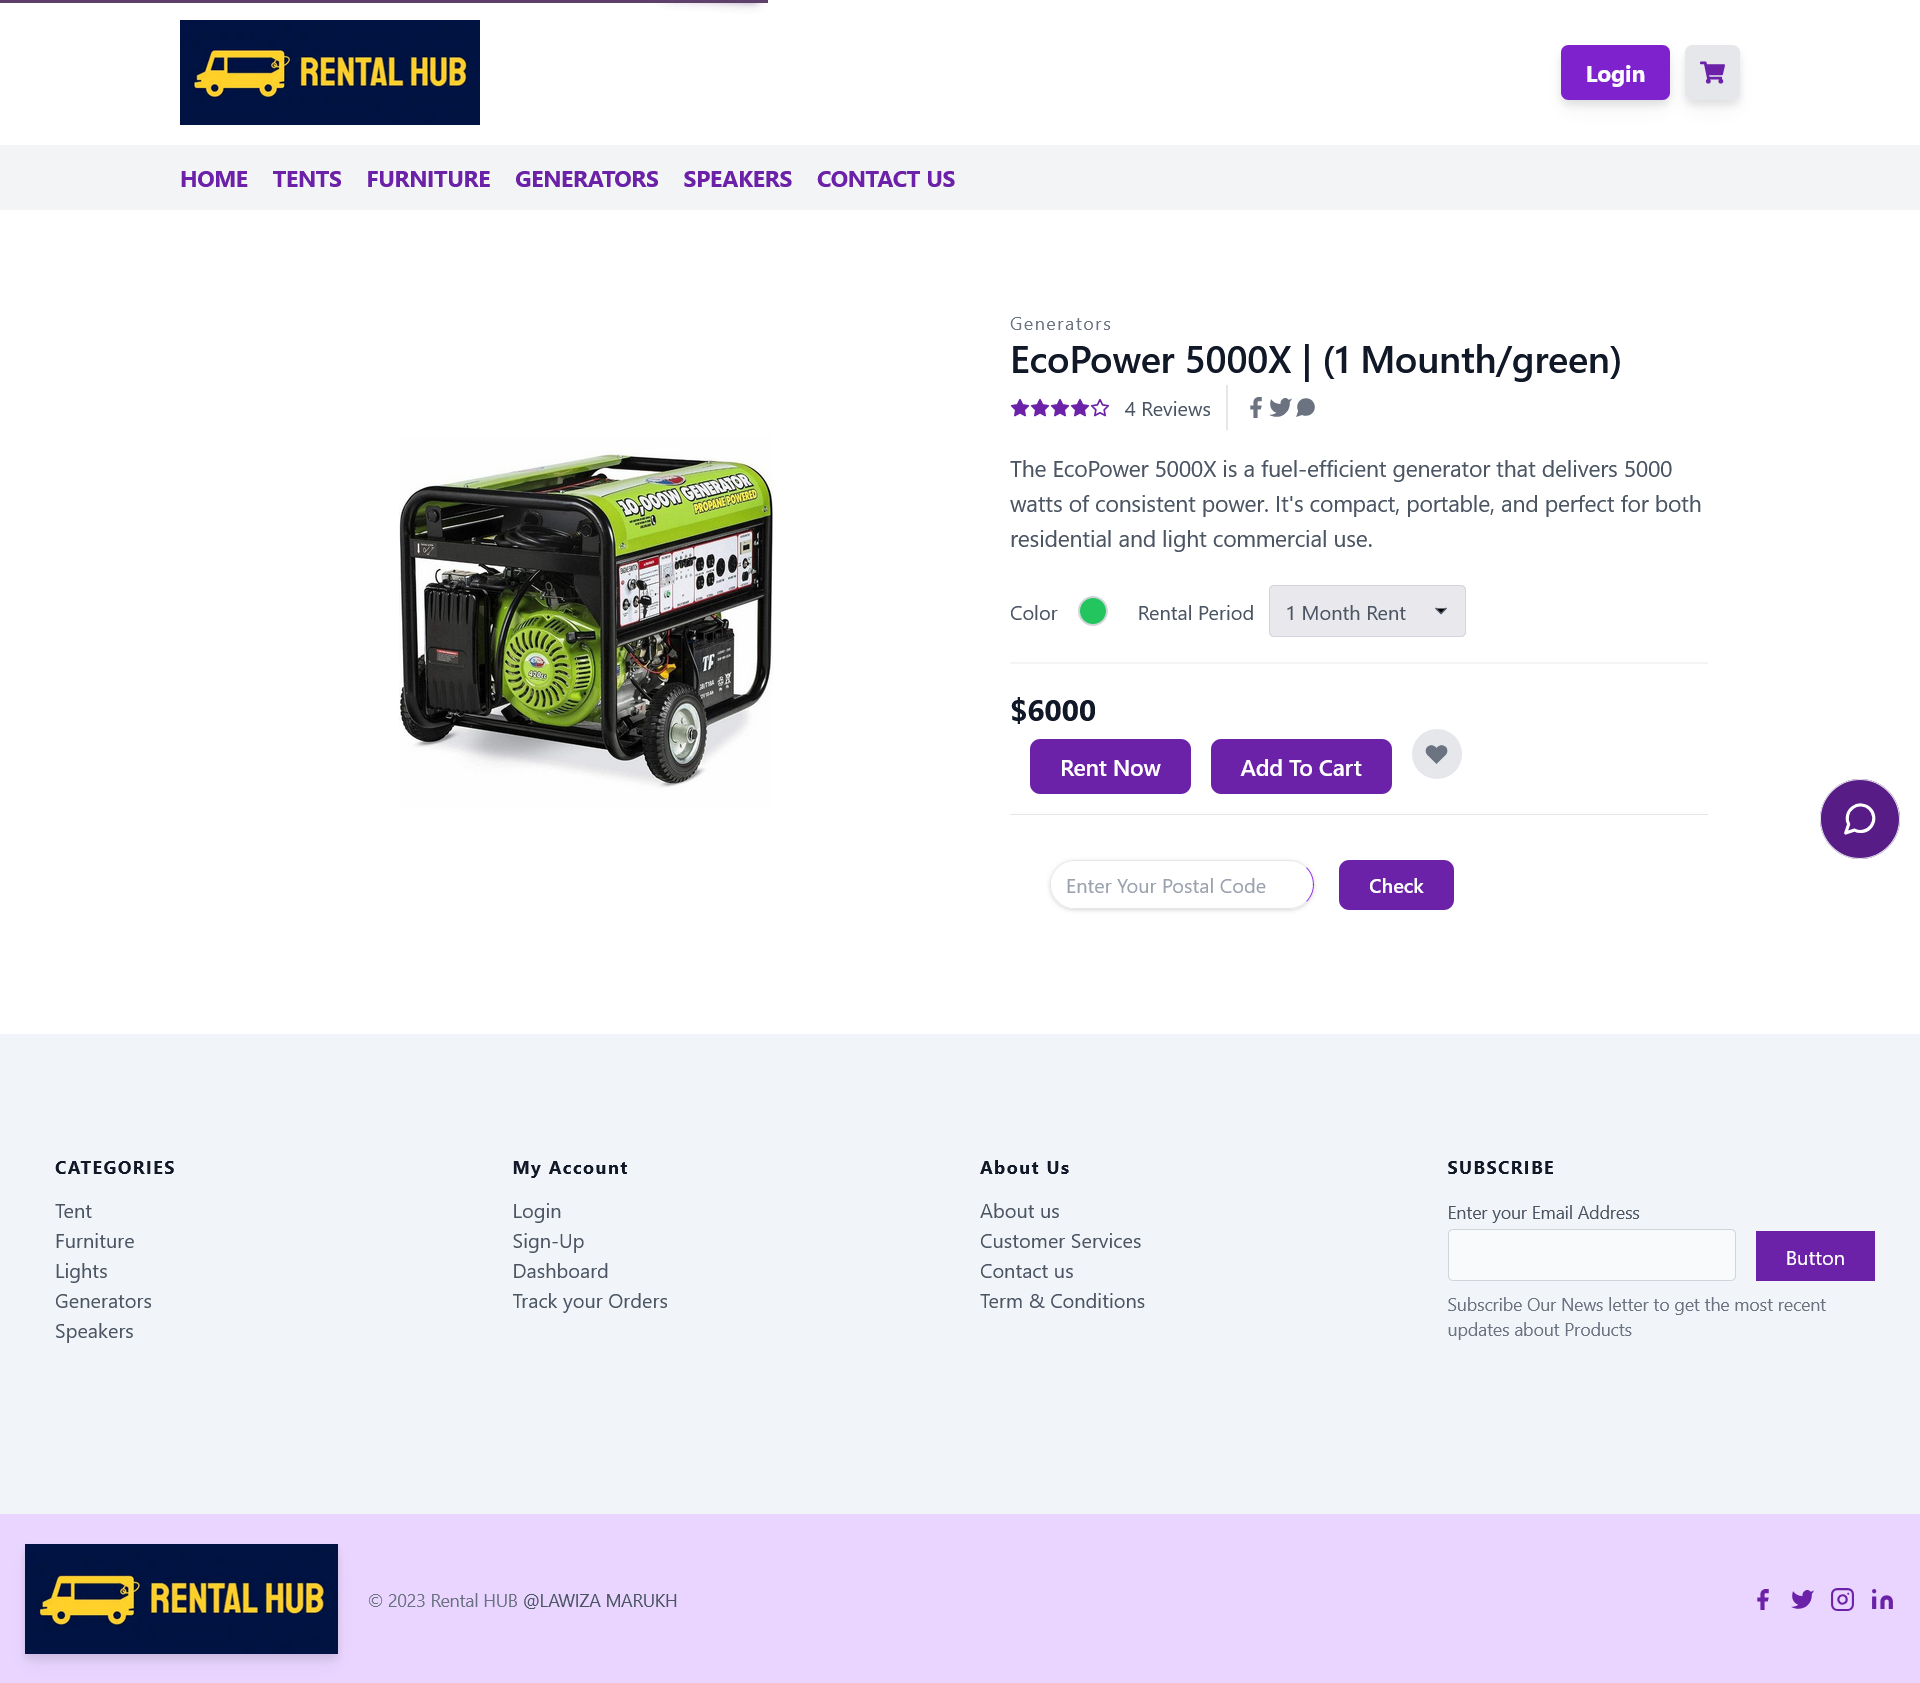 RENTAL HUB
Login
HOME TENTS FURNITURE GENERATORS SPEAKERS CONTACT US
Generators
EcoPower 5000X | (1 Mounth/green)
4 Reviews
The EcoPower 5000X is a fuel-efficient generator that delivers 5000
watts of consistent power. It's compact, portable, and perfect for both
residential and light commercial use.
10,000W GENERATOR
PROPANE POWERED
420cc
TF
Color Rental Period 1 Month Rent
$6000
Rent Now Add To Cart
Enter Your Postal Code Check
CATEGORIES
Tent
Furniture
Lights
Generators
Speakers
My Account
Login
Sign-Up
Dashboard
Track your Orders
About Us
About us
Customer Services
Contact us
Term & Conditions
SUBSCRIBE
Enter your Email Address
Button
Subscribe Our News letter to get the most recent
updates about Products
RENTAL HUB
© 2023 Rental HUB @LAWIZA MARUKH